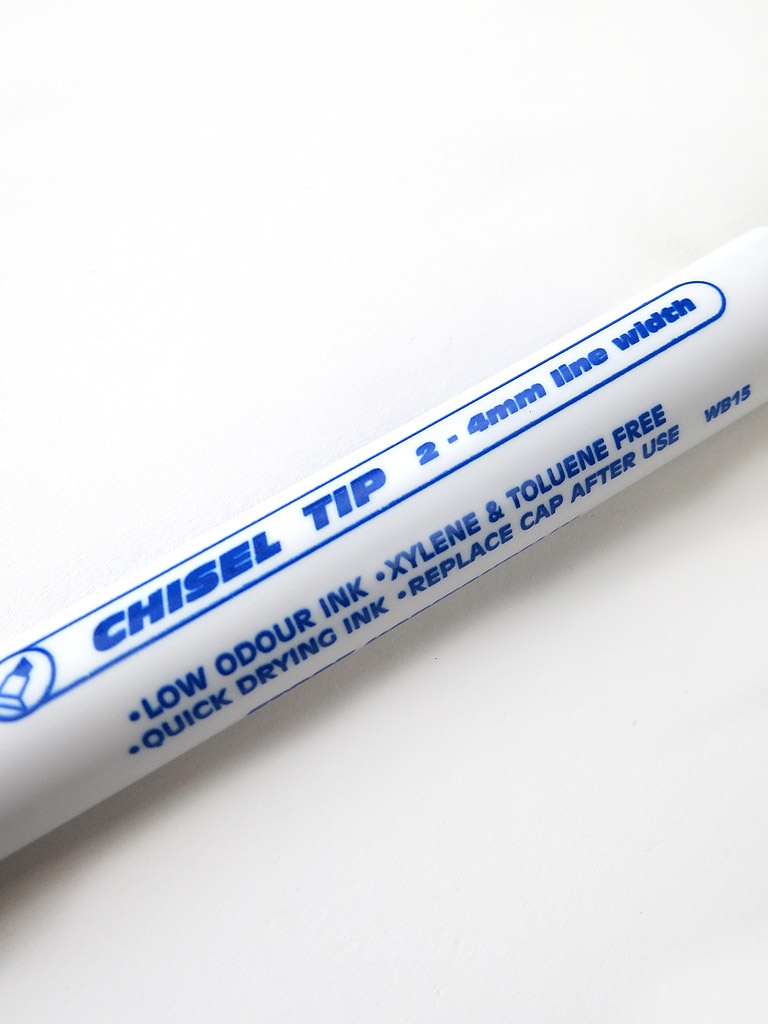 CHISEL TIP 2 - 4mm line width
•LOW ODOUR INK •XYLENE & TOLUENE FREE
•QUICK DRYING INK •REPLACE CAP AFTER USE WB15